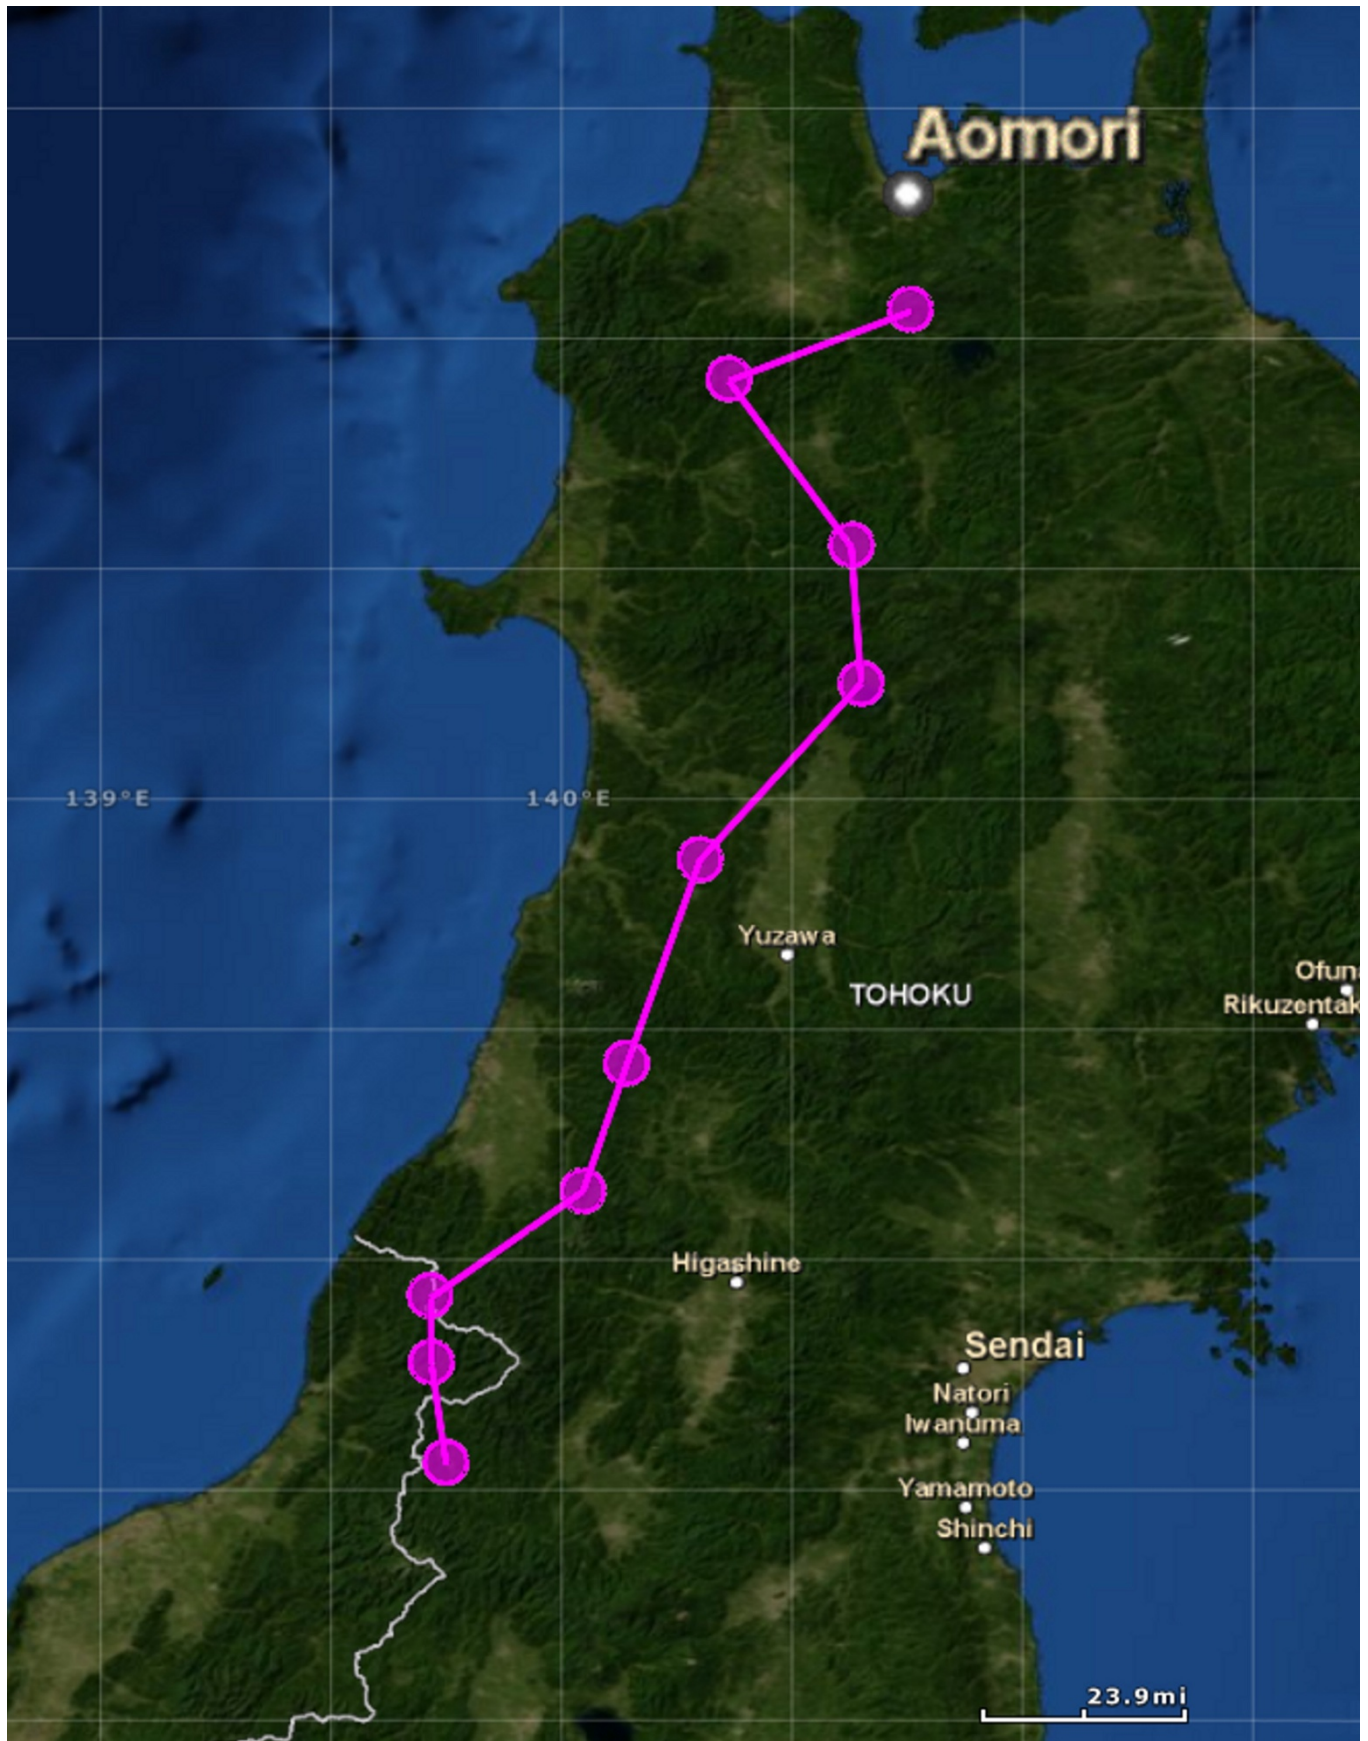 Aomori
139°E
140°E
Yuzawa
TOHOKU
Ofuna
Rikuzentak
Higashine
Sendai
Natori
Iwanuma
Yamamoto
Shinchi
23.9mi